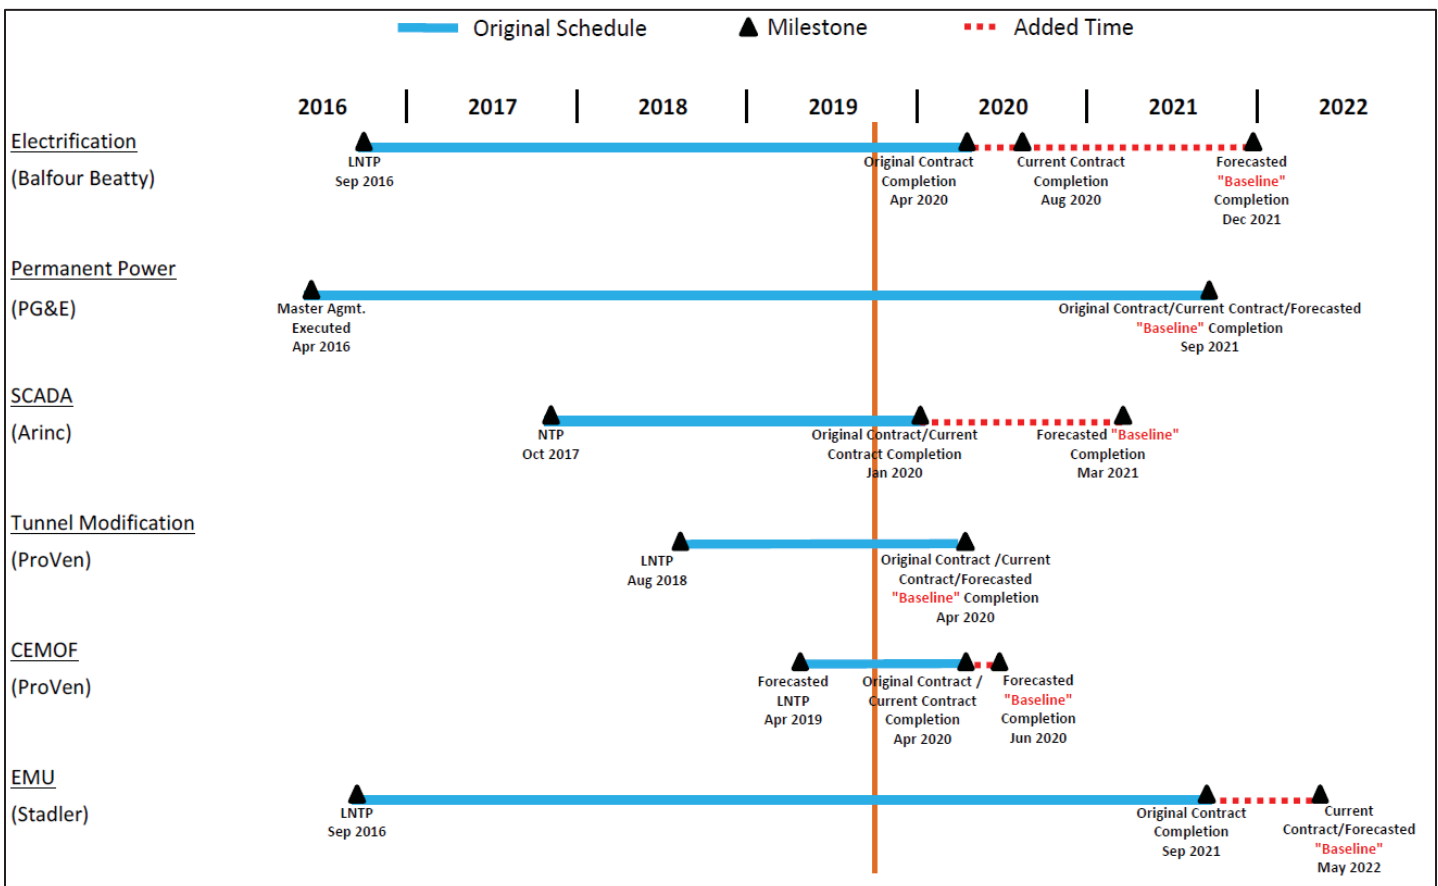 Original Schedule Milestone Added Time
2016 2017 2018 2019 2020 2021 2022
Electrification
(Balfour Beatty)
LNTP
Sep 2016
Original Contract
Completion
Apr 2020
Current Contract
Completion
Aug 2020
Forecasted
"Baseline"
Completion
Dec 2021
Permanent Power
(PG&E)
Master Agmt.
Executed
Apr 2016
Original Contract/Current Contract/Forecasted
"Baseline" Completion
Sep 2021
SCADA
(Arinc)
NTP
Oct 2017
Original Contract/Current
Contract Completion
Jan 2020
Forecasted "Baseline"
Completion
Mar 2021
Tunnel Modification
(ProVen)
LNTP
Aug 2018
Original Contract /Current
Contract/Forecasted
"Baseline" Completion
Apr 2020
CEMOF
(ProVen)
Forecasted
LNTP
Apr 2019
Original Contract /
Current Contract
Completion
Apr 2020
Forecasted
"Baseline"
Completion
Jun 2020
EMU
(Stadler)
LNTP
Sep 2016
Original Contract
Completion
Sep 2021
Current
Contract/Forecasted
"Baseline"
May 2022